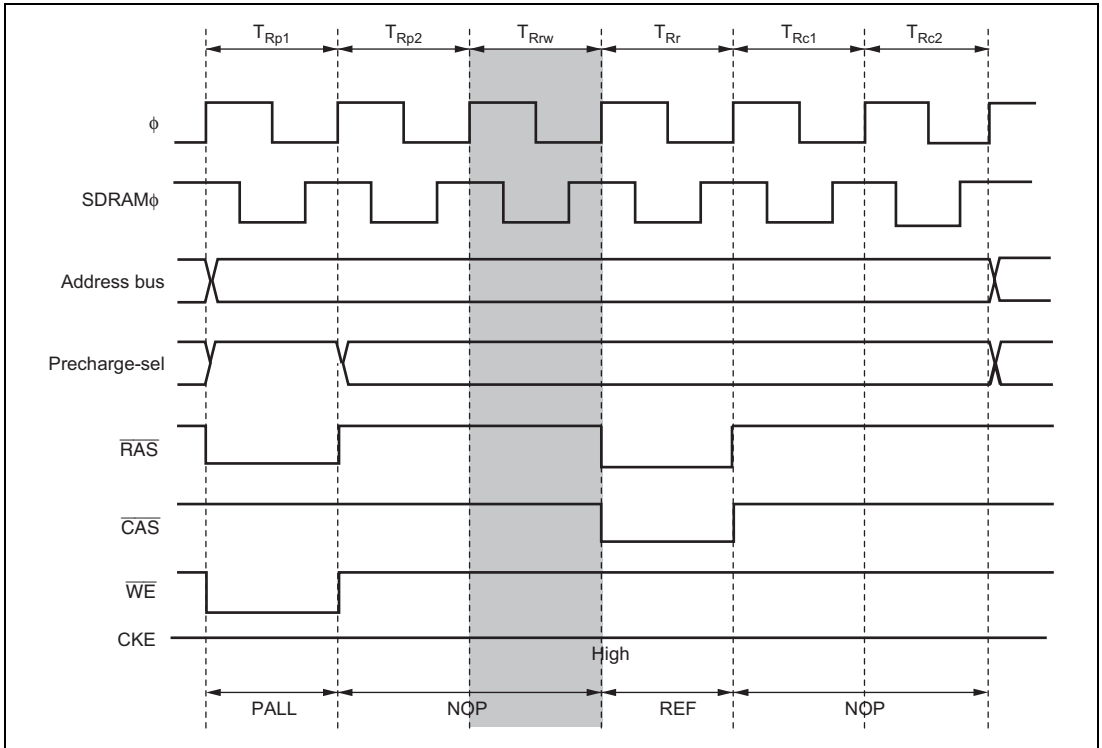 TRp1 TRp2 TRrw TRr TRc1 TRc2
ϕ
SDRAMϕ
Address bus
Precharge-sel
RAS
CAS
WE
CKE
High
PALL NOP REF NOP